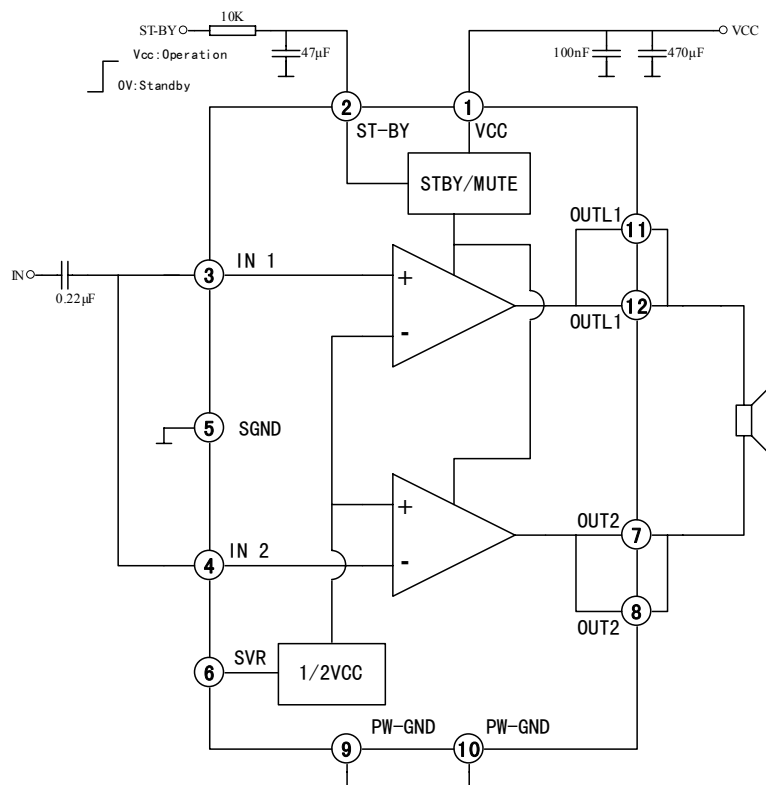 10K
ST-BY
47μF
100nF
470μF
VCC
Vcc:Operation
0V:Standby
2
1
ST-BY
VCC
STBY/MUTE
OUTL1
11
IN
0.22μF
3
IN 1
+
-
12
OUTL1
5
SGND
+
-
OUT2
7
4
IN 2
8
OUT2
6
SVR
1/2VCC
9
PW-GND
10
PW-GND